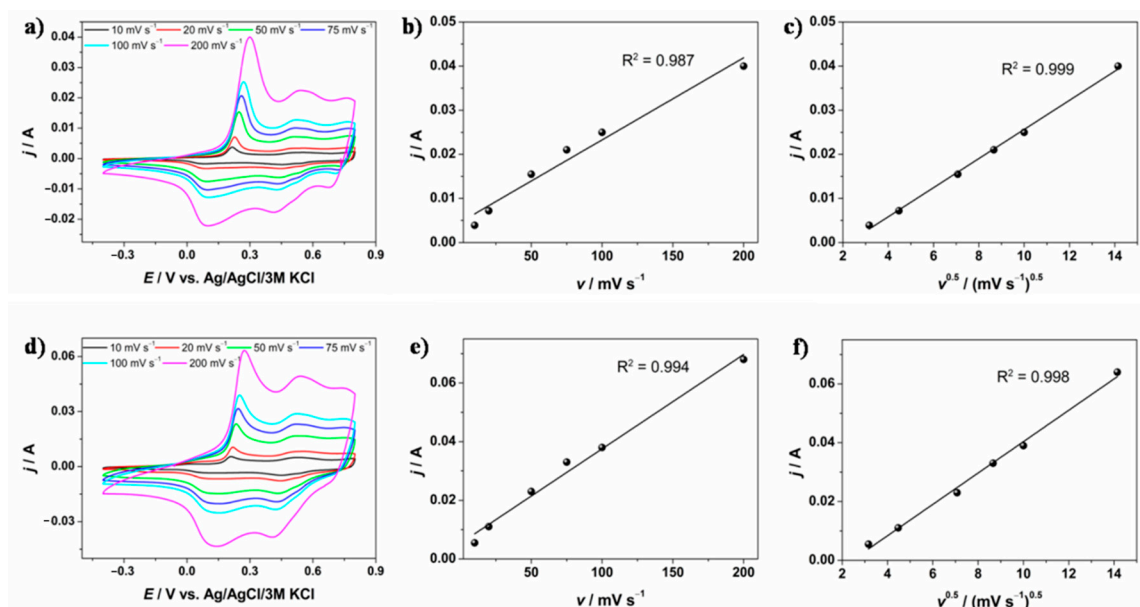 a)
10 mV s⁻¹ 20 mV s⁻¹ 50 mV s⁻¹ 75 mV s⁻¹
100 mV s⁻¹ 200 mV s⁻¹
0.04
0.03
0.02
0.01
0.00
−0.01
−0.02
j / A
−0.3 0.0 0.3 0.6 0.9
E / V vs. Ag/AgCl/3M KCl
b)
R² = 0.987
0.05
0.04
0.03
0.02
0.01
0.00
j / A
50 100 150 200
v / mV s⁻¹
c)
R² = 0.999
0.05
0.04
0.03
0.02
0.01
0.00
j / A
2 4 6 8 10 12 14
v⁰·⁵ / (mV s⁻¹)⁰·⁵
d)
10 mV s⁻¹ 20 mV s⁻¹ 50 mV s⁻¹ 75 mV s⁻¹
100 mV s⁻¹ 200 mV s⁻¹
0.06
0.03
0.00
−0.03
j / A
−0.3 0.0 0.3 0.6 0.9
E / V vs. Ag/AgCl/3M KCl
e)
R² = 0.994
0.06
0.04
0.02
0.00
j / A
50 100 150 200
v / mV s⁻¹
f)
R² = 0.998
0.06
0.04
0.02
0.00
j / A
2 4 6 8 10 12 14
v⁰·⁵ / (mV s⁻¹)⁰·⁵